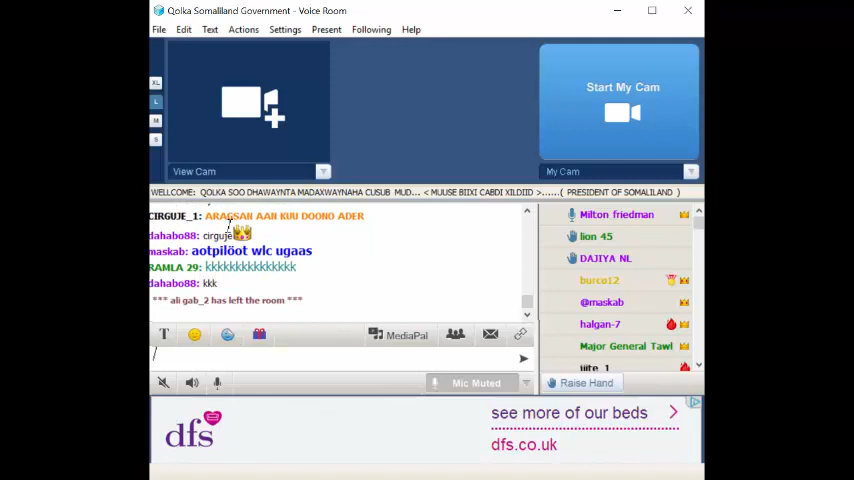 Qolka Somaliland Government - Voice Room
File Edit Text Actions Settings Present Following Help
XL
L
M
S
Start My Cam
View Cam
My Cam
WELLCOME: QOLKA SOO DHAWAYNTA MADAXWAYNAHA CUSUB MUD... < MUUSE BIIXI CABDI XILDIID >......( PRESIDENT OF SOMALILAND )
CIRGUJE_1: ARAGSAN AAN KUU DOONO ADER
dahabo88: cirguje
maskab: aotpilöot wlc ugaas
RAMLA 29: kkkkkkkkkkkkkkk
dahabo88: kkk
*** ali gab_2 has left the room ***
Milton friedman
lion 45
DAJIYA NL
burco12
@maskab
halgan-7
Major General Tawl
T
MediaPal
/
Mic Muted
Raise Hand
dfs
see more of our beds
dfs.co.uk